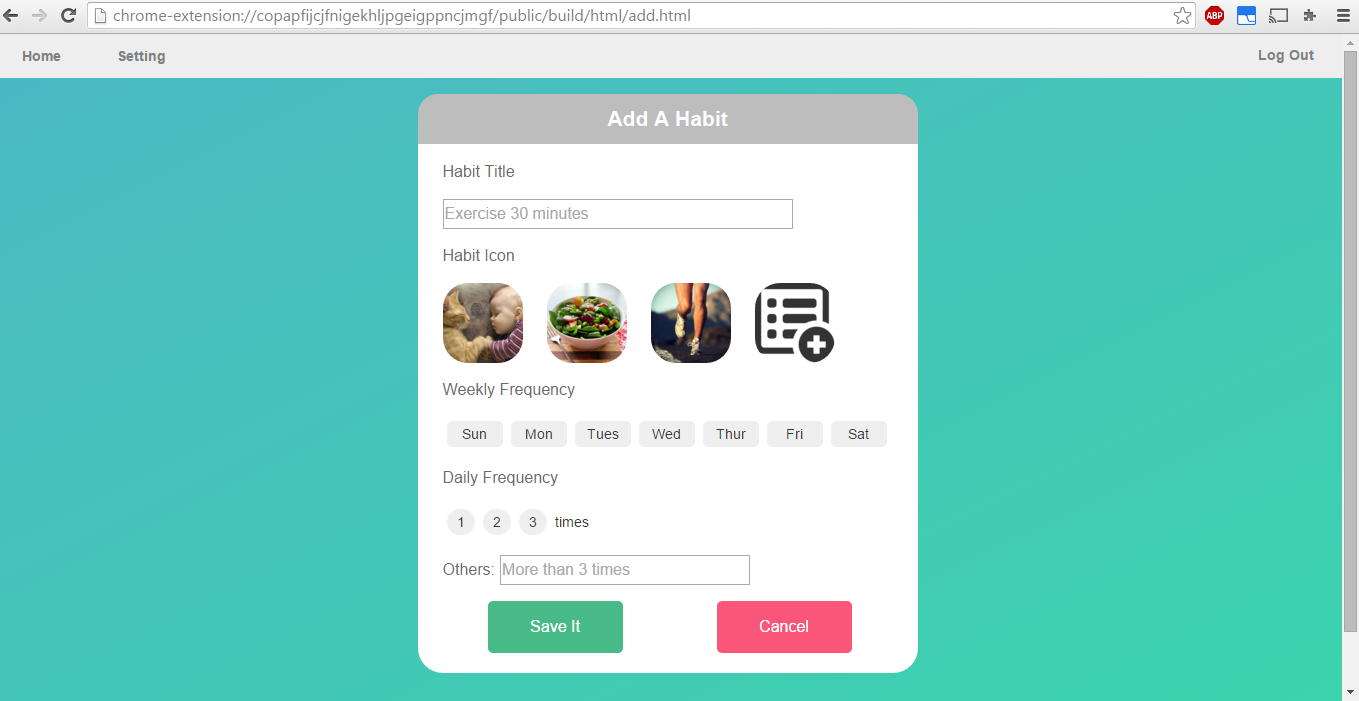 chrome-extension://copapfijcjfnigekhljpgeigppncjmgf/public/build/html/add.html
ABP
Home Setting Log Out
Add A Habit
Habit Title
Exercise 30 minutes
Habit Icon
Weekly Frequency
Sun Mon Tues Wed Thur Fri Sat
Daily Frequency
1 2 3 times
Others: More than 3 times
Save It Cancel